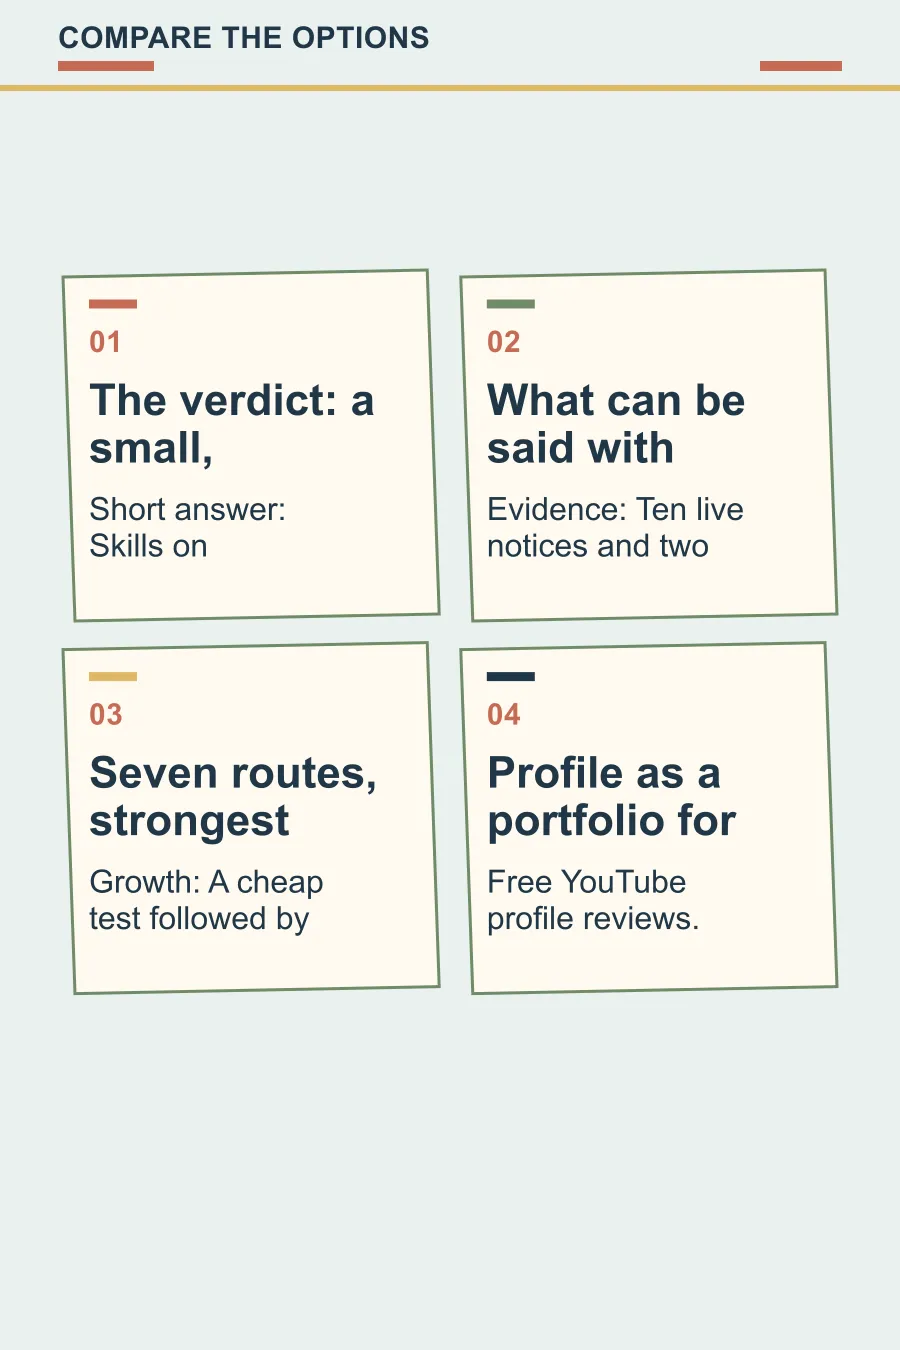 COMPARE THE OPTIONS
01
The verdict: a
small,
Short answer:
Skills on
02
What can be
said with
Evidence: Ten live
notices and two
03
Seven routes,
strongest
Growth: A cheap
test followed by
04
Profile as a
portfolio for
Free YouTube
profile reviews.